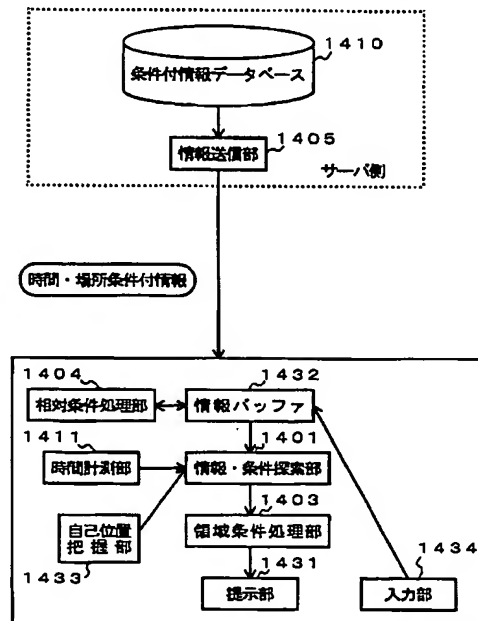 1410
条件付情報データベース
1405
情報送信部
サーバ側
時間・場所条件付情報
1404
相対条件処理部
1432
情報バッファ
1411
時間計測部
1401
情報・条件探索部
1403
領域条件処理部
自己位置
把握部
1433
1431
提示部
1434
入力部